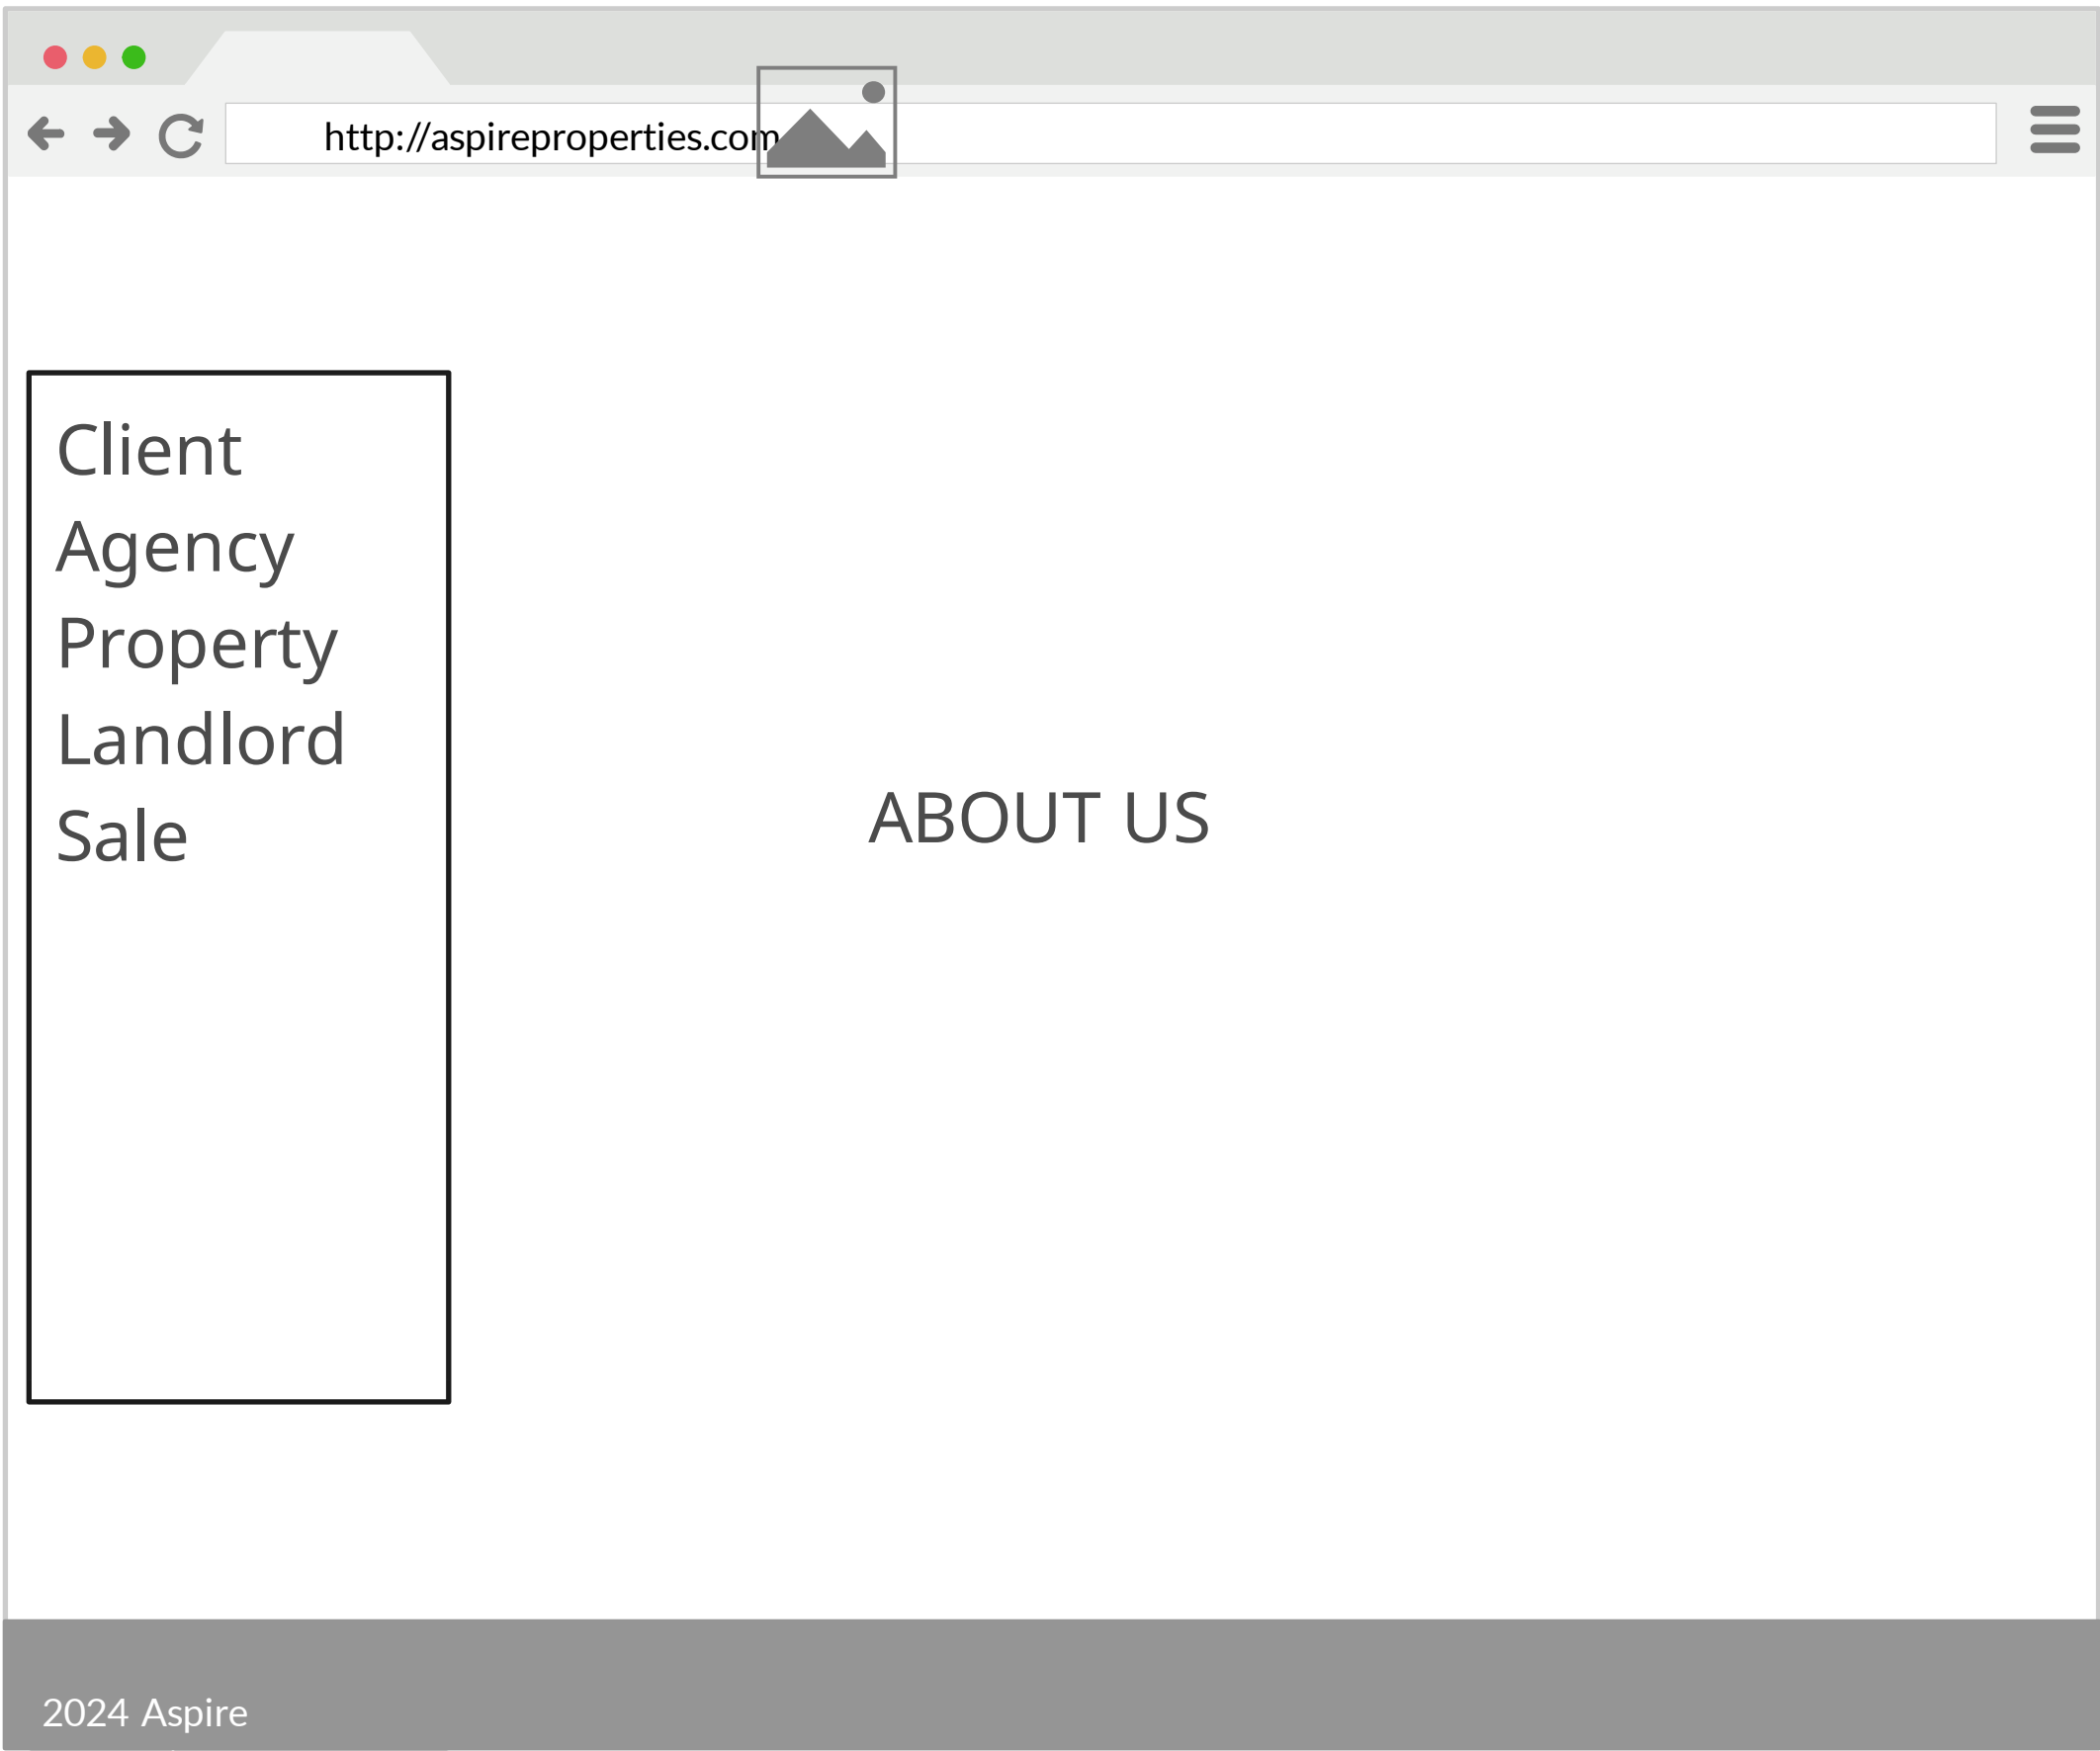 http://aspireproperties.com
Client
Agency
Property
Landlord
Sale
ABOUT US
2024 Aspire